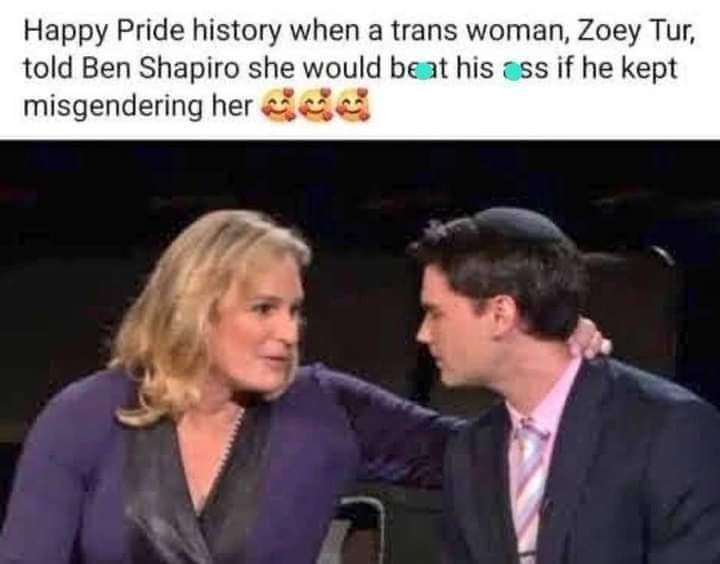 Happy Pride history when a trans woman, Zoey Tur,
told Ben Shapiro she would beat his ass if he kept
misgendering her 🥰🥰🥰